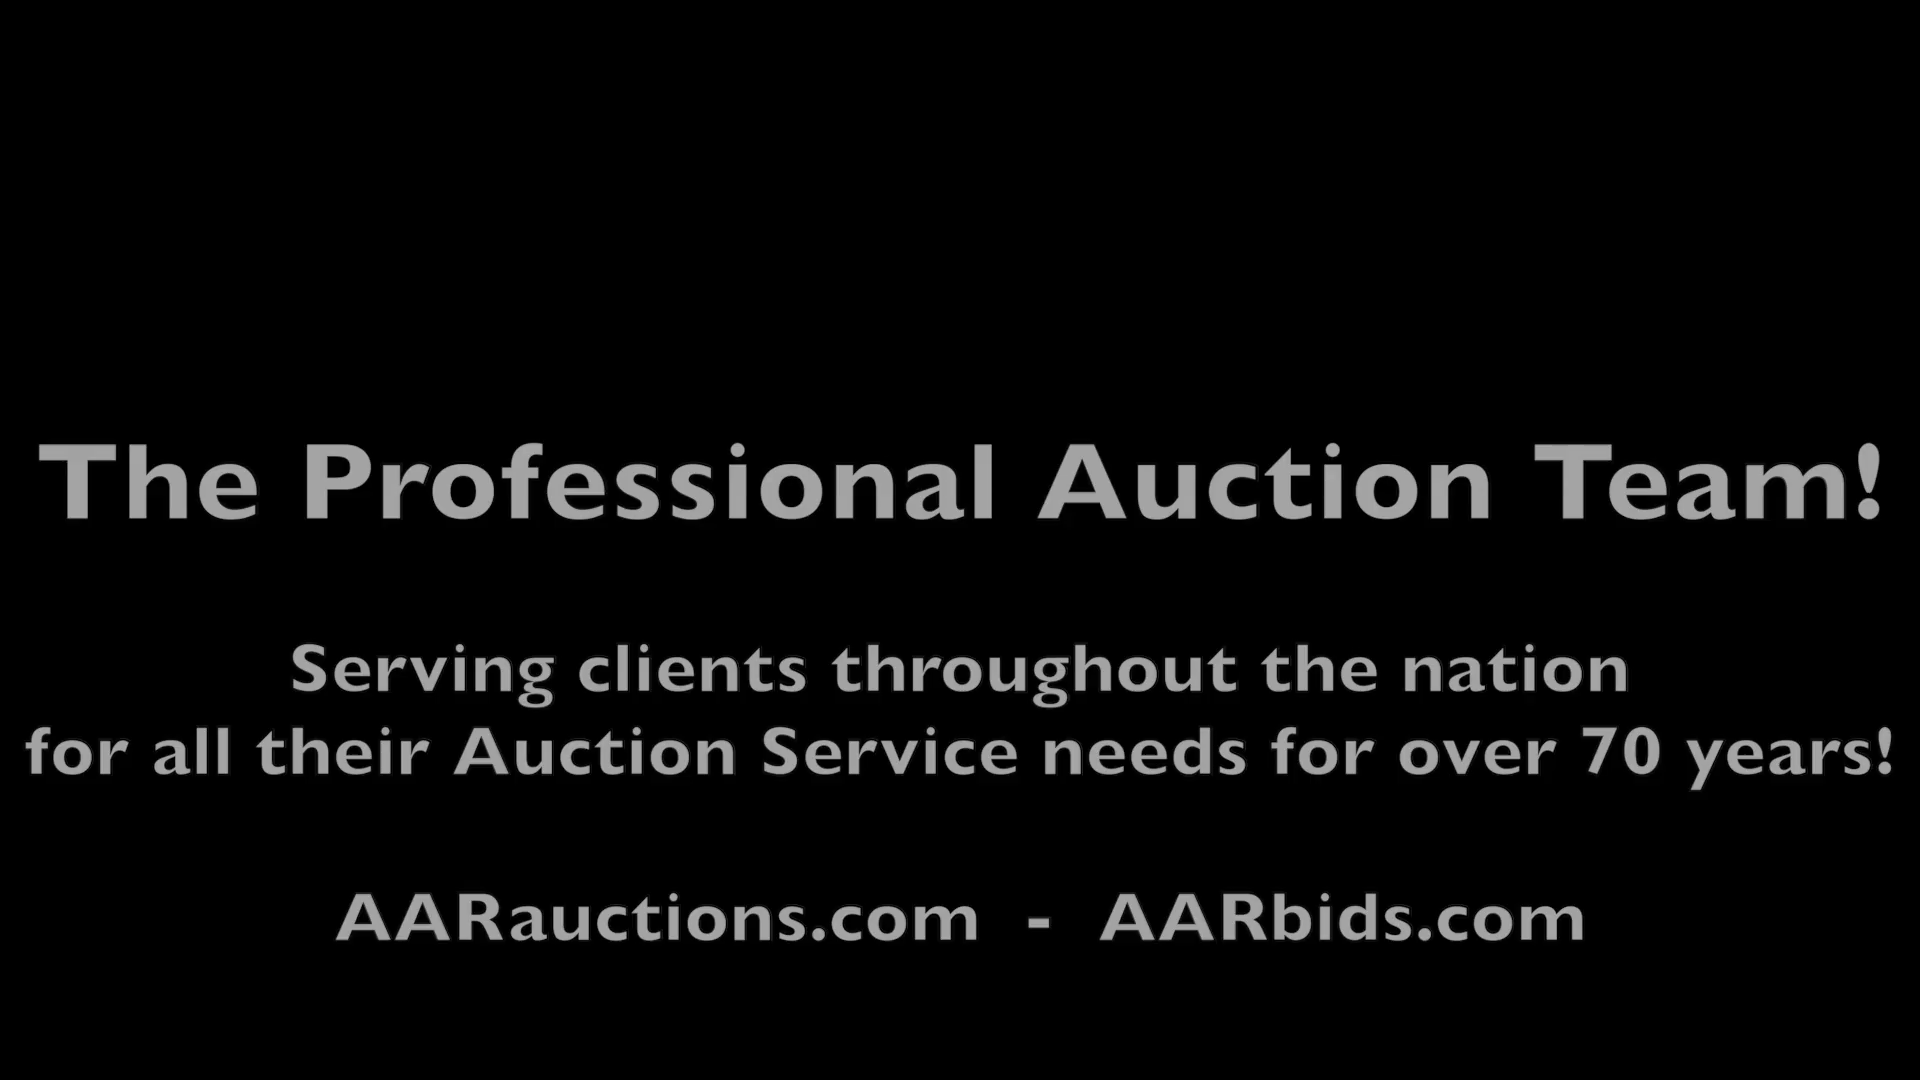 The Professional Auction Team!
Serving clients throughout the nation
for all their Auction Service needs for over 70 years!
AARauctions.com - AARbids.com